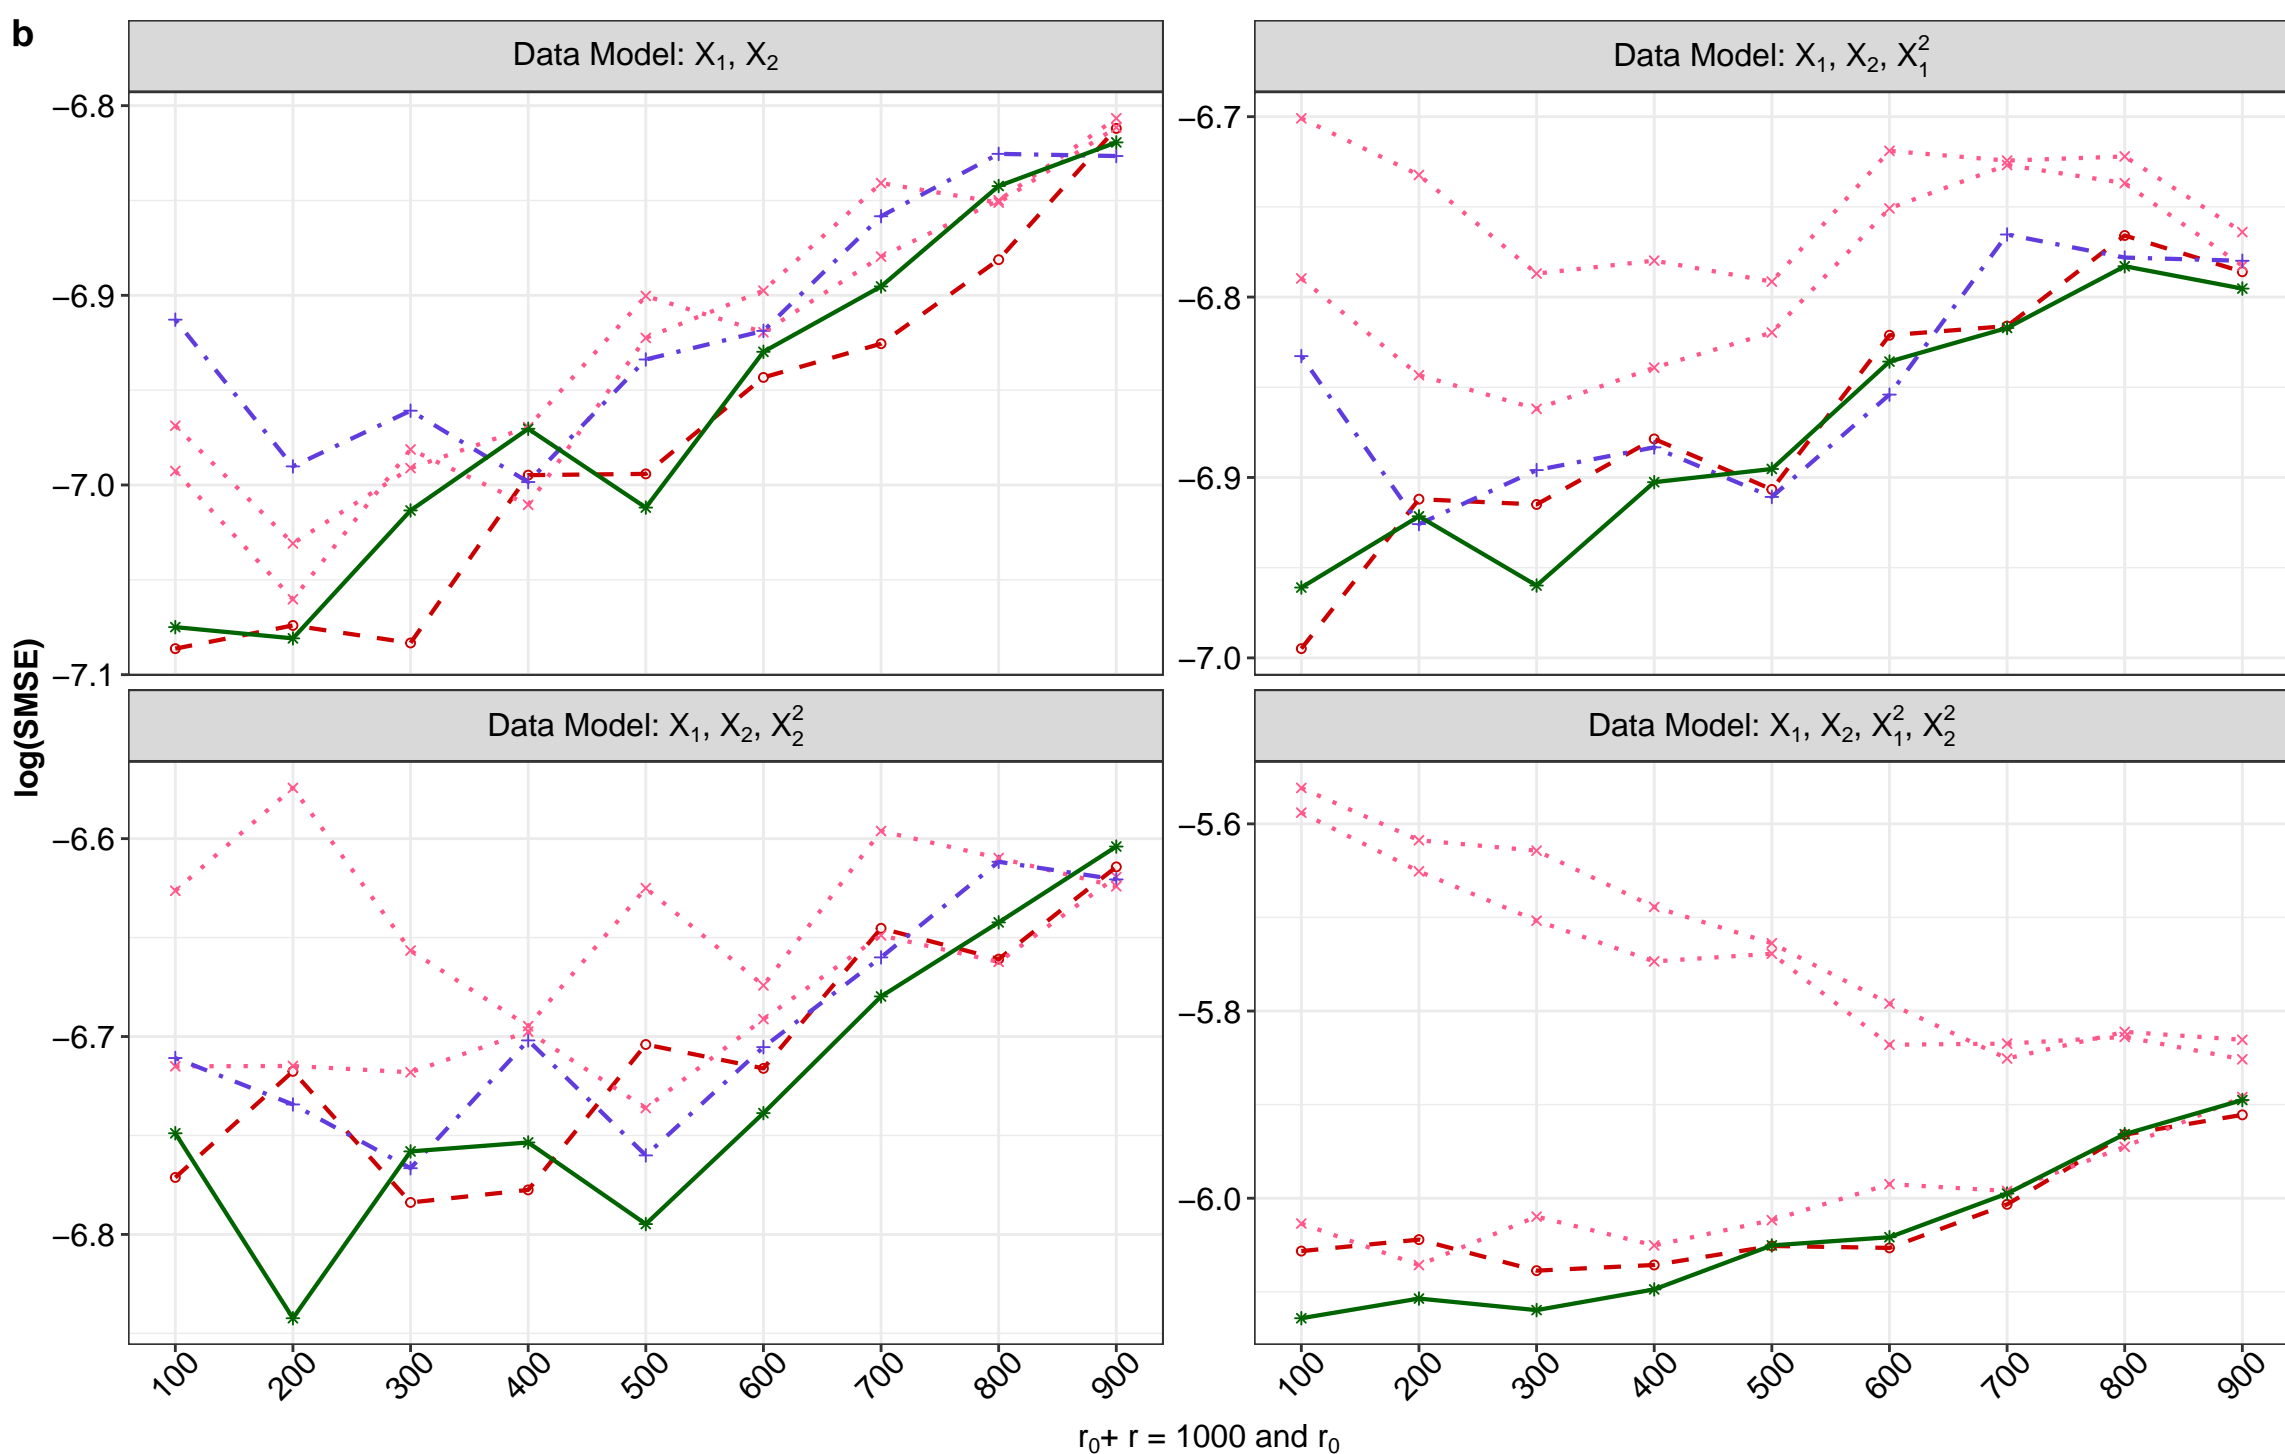 b
Data Model: X₁, X₂
Data Model: X₁, X₂, X₁²
−6.8
−6.9
−7.0
−7.1
−6.7
−6.8
−6.9
−7.0
log(SMSE)
Data Model: X₁, X₂, X₂²
Data Model: X₁, X₂, X₁², X₂²
−6.6
−6.7
−6.8
−5.6
−5.8
−6.0
100 200 300 400 500 600 700 800 900
100 200 300 400 500 600 700 800 900
r₀+ r = 1000 and r₀